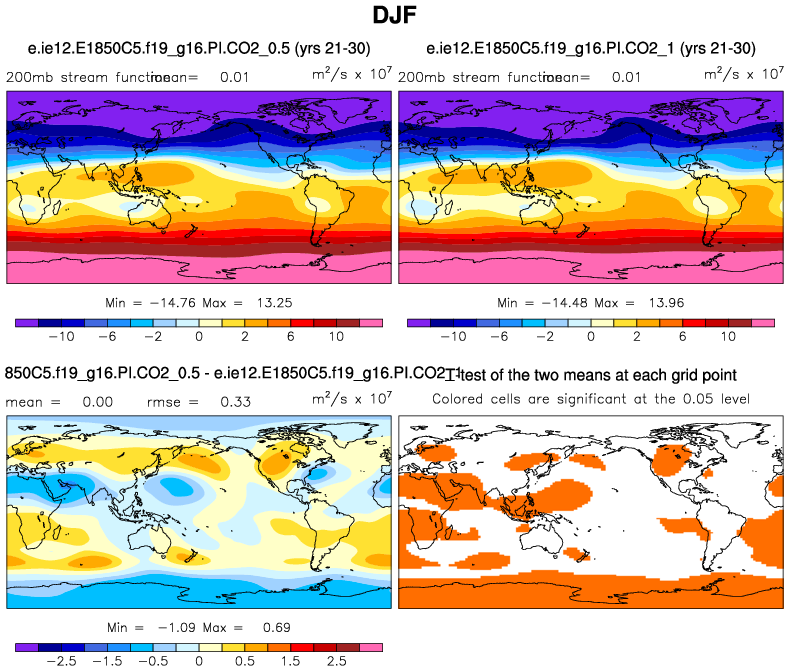 DJF
e.ie12.E1850C5.f19_g16.PI.CO2_0.5 (yrs 21-30)
e.ie12.E1850C5.f19_g16.PI.CO2_1 (yrs 21-30)
200mb stream function mean= 0.01 m²/s x 10⁷
200mb stream function mean= 0.01 m²/s x 10⁷
Min = -14.76 Max = 13.25
Min = -14.48 Max = 13.96
-10 -6 -2 0 2 6 10
-10 -6 -2 0 2 6 10
850C5.f19_g16.PI.CO2_0.5 - e.ie12.E1850C5.f19_g16.PI.CO2_1
T-test of the two means at each grid point
mean = 0.00 rmse = 0.33 m²/s x 10⁷
Colored cells are significant at the 0.05 level
Min = -1.09 Max = 0.69
-2.5 -1.5 -0.5 0 0.5 1.5 2.5